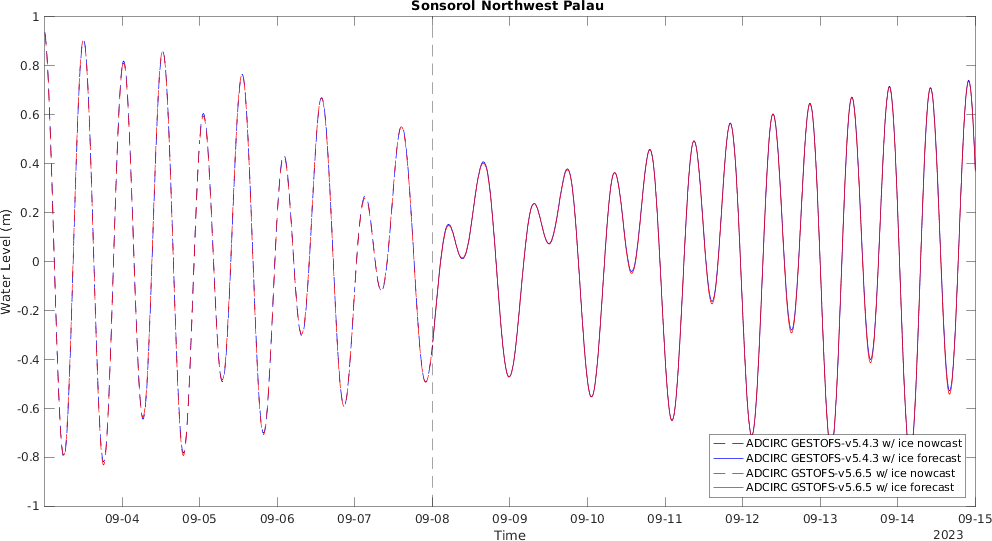 Sonsorol Northwest Palau
1
0.8
0.6
0.4
0.2
0
-0.2
-0.4
-0.6
-0.8
-1
Water Level (m)
ADCIRC GESTOFS-v5.4.3 w/ ice nowcast
ADCIRC GESTOFS-v5.4.3 w/ ice forecast
ADCIRC GSTOFS-v5.6.5 w/ ice nowcast
ADCIRC GSTOFS-v5.6.5 w/ ice forecast
09-04 09-05 09-06 09-07 09-08 09-09 09-10 09-11 09-12 09-13 09-14 09-15
Time
2023